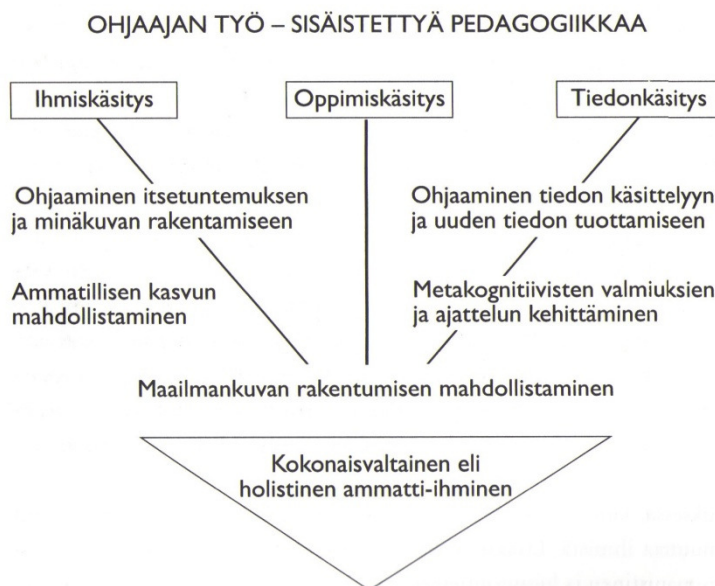 OHJAAJAN TYÖ – SISÄISTETTYÄ PEDAGOGIIKKAA
Ihmiskäsitys
Oppimiskäsitys
Tiedonkäsitys
Ohjaaminen itsetuntemuksen
ja minäkuvan rakentamiseen
Ohjaaminen tiedon käsittelyyn
ja uuden tiedon tuottamiseen
Ammatillisen kasvun
mahdollistaminen
Metakognitiivisten valmiuksien
ja ajattelun kehittäminen
Maailmankuvan rakentumisen mahdollistaminen
Kokonaisvaltainen eli
holistinen ammatti-ihminen